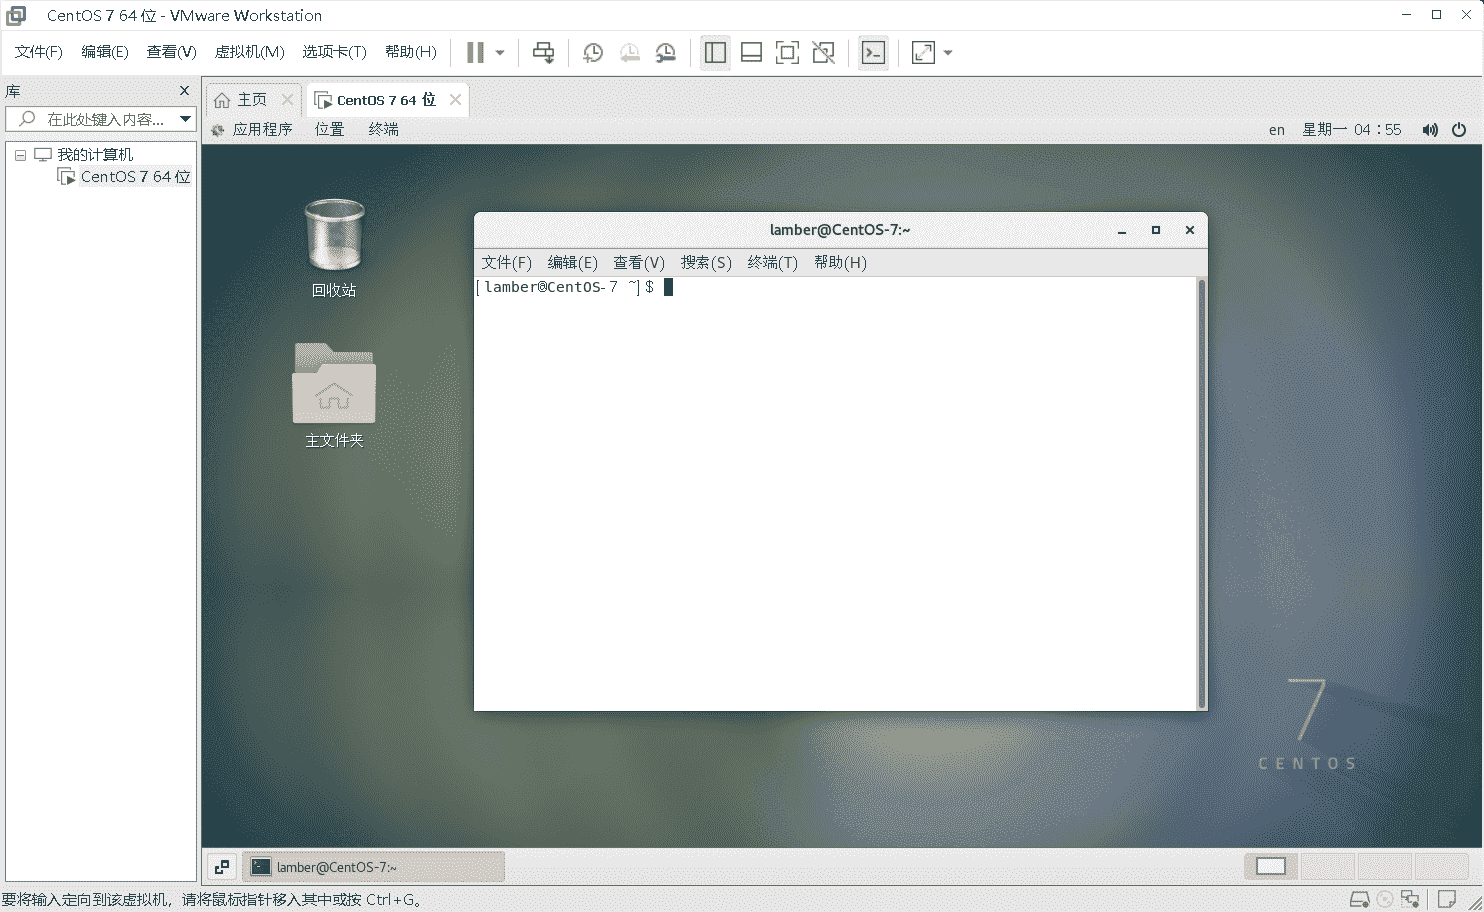 CentOS 7 64 位 - VMware Workstation
文件(F) 编辑(E) 查看(V) 虚拟机(M) 选项卡(T) 帮助(H)
库
在此处键入内容...
我的计算机
CentOS 7 64 位
主页 CentOS 7 64 位
应用程序 位置 终端 en 星期一 04：55
回收站
主文件夹
lamber@CentOS-7:~
文件(F) 编辑(E) 查看(V) 搜索(S) 终端(T) 帮助(H)
[lamber@CentOS-7 ~]$
7
CENTOS
lamber@CentOS-7:~
要将输入定向到该虚拟机，请将鼠标指针移入其中或按 Ctrl+G。